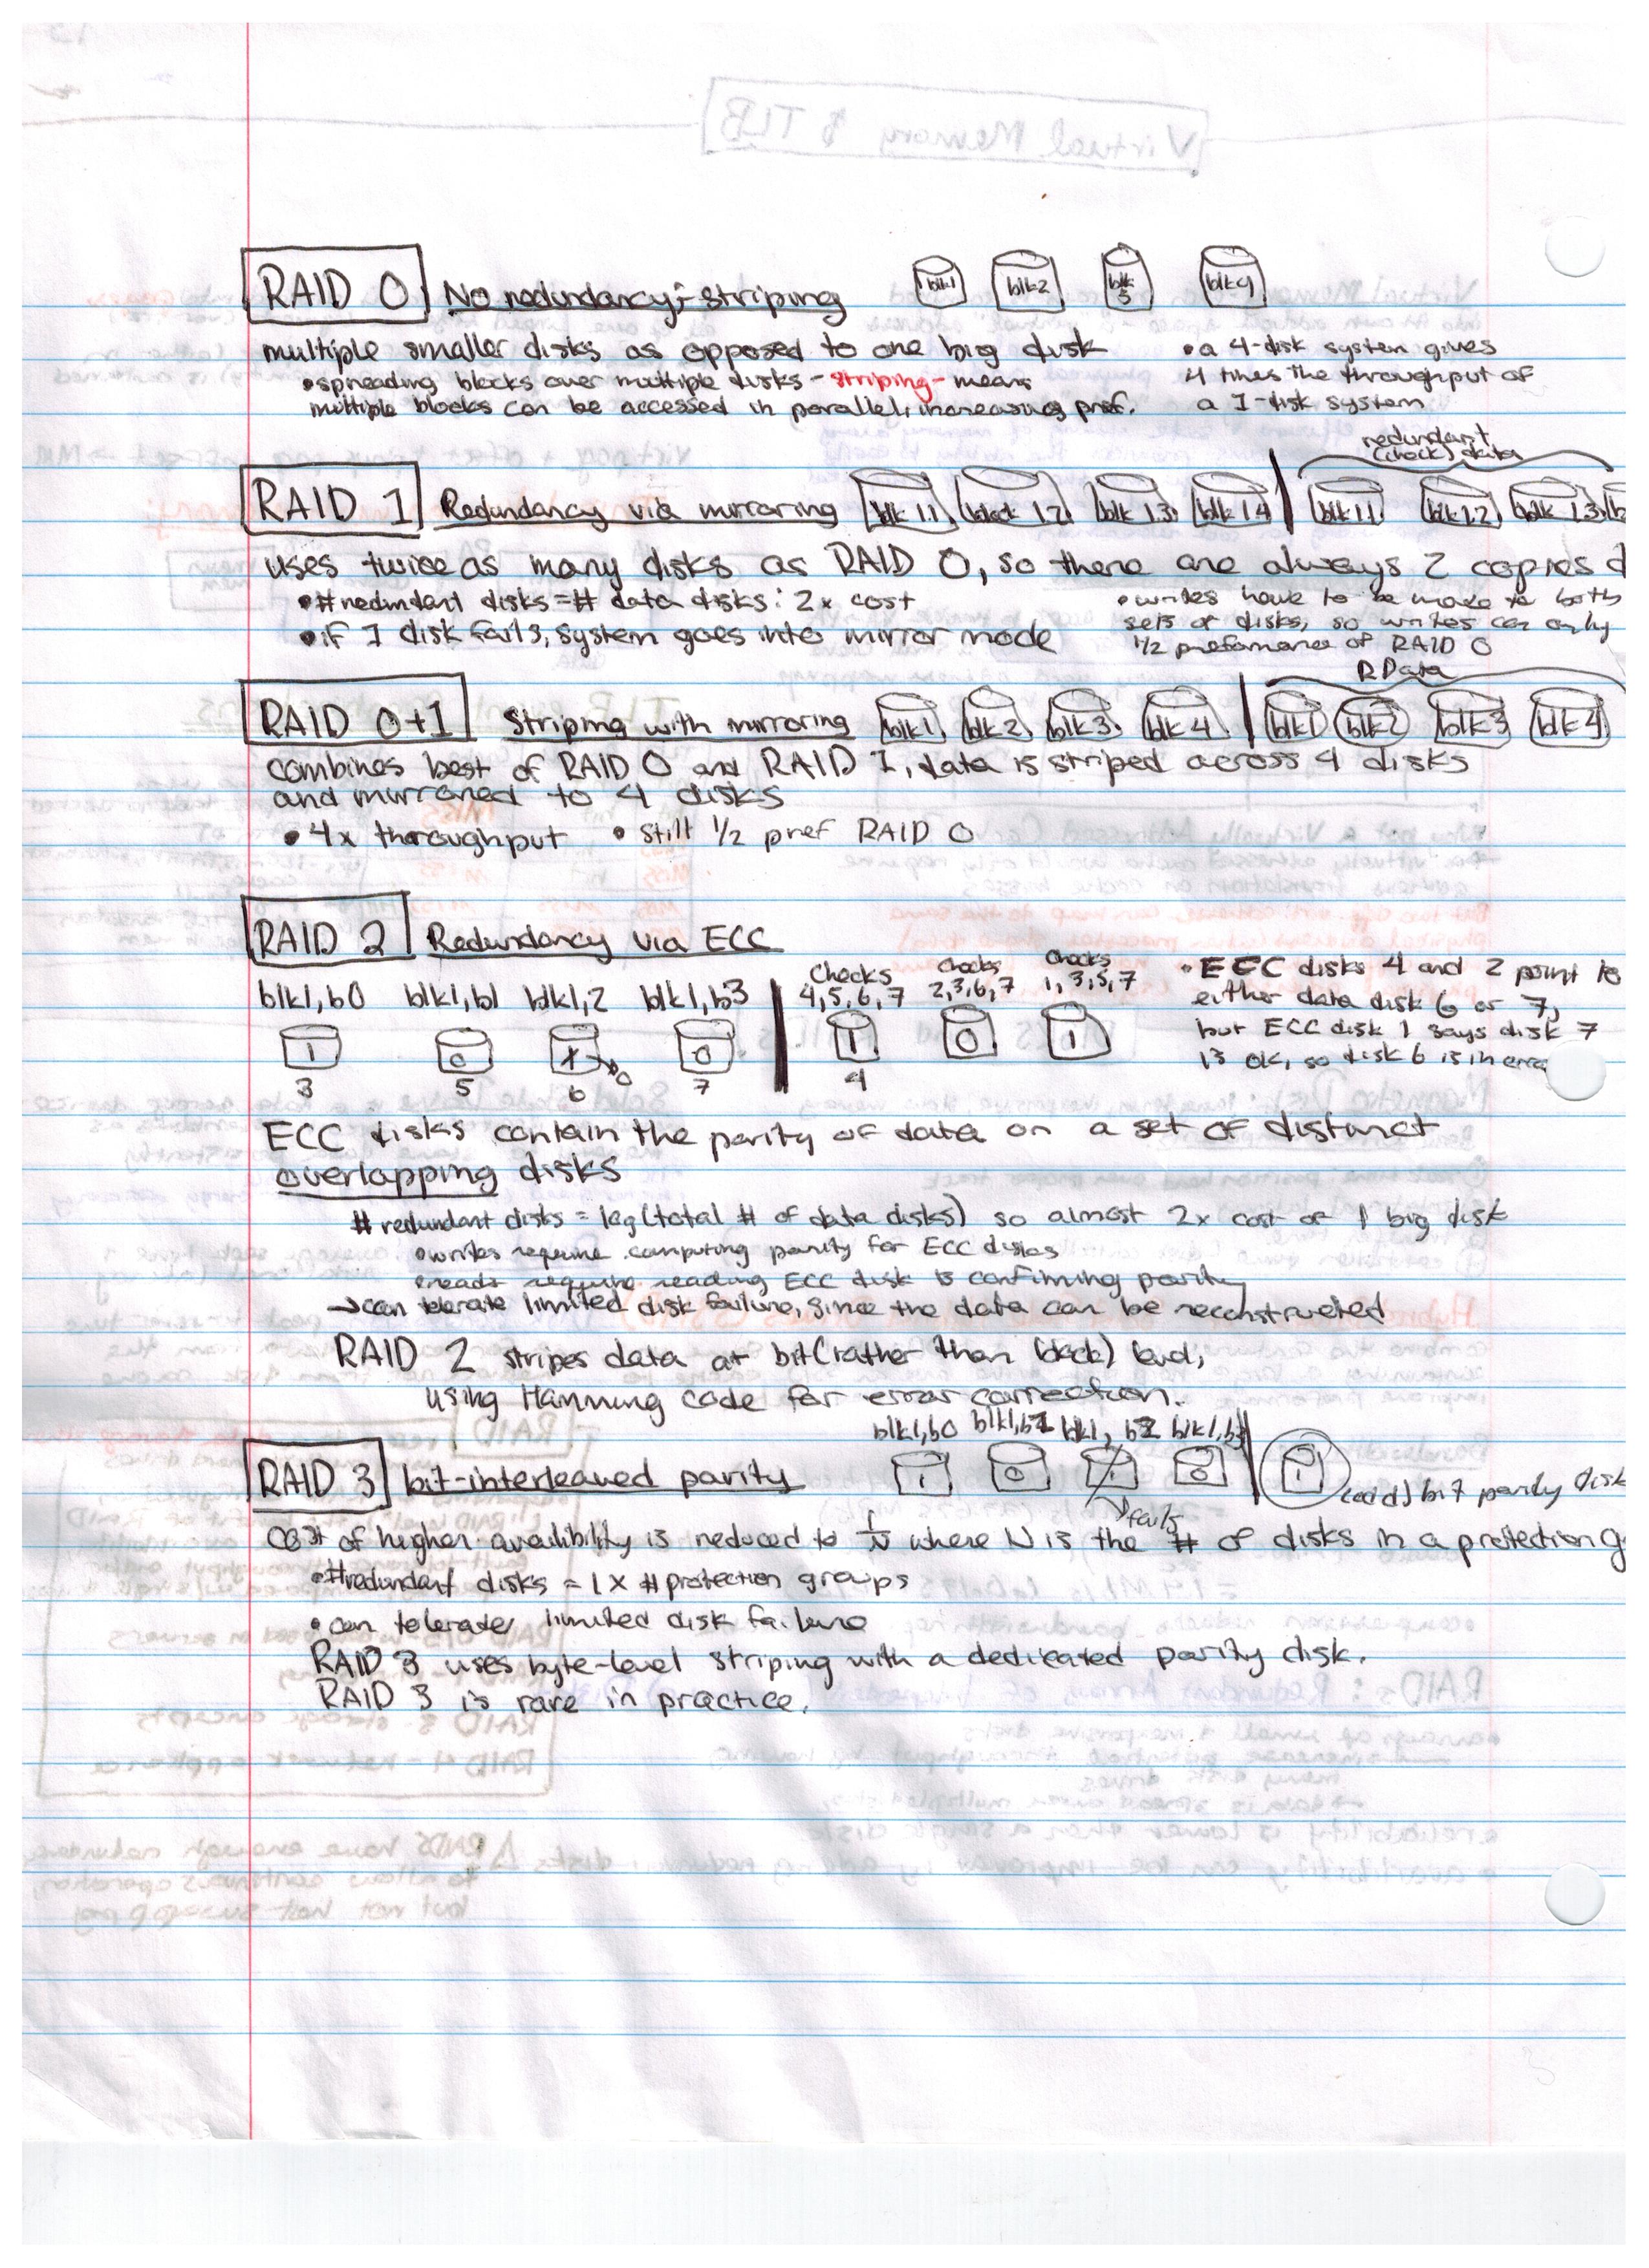 RAID 0 No redundancy; striping blk1 blk2 blk3 blk4
multiple smaller disks as opposed to one big disk
• spreading blocks over multiple disks - striping - means
multiple blocks can be accessed in parallel, increasing pref.
• a 4-disk system gives
4 times the throughput of
a 1-disk system
redundant
(check) data
RAID 1 Redundancy via mirroring blk 1.1 1.2 blk 1.3 blk 1.4 blk 1.1 blk 1.2 blk 1.3
uses twice as many disks as RAID 0, so there are always 2 copies
• # redundant disks = # data disks: 2x cost
• if 1 disk fails, system goes into mirror mode
• writes have to be made to both
sets of disks, so writes can only
1/2 preformance of RAID 0
RData
RAID 0+1 Striping with mirroring blk1 blk2 blk3 blk4 blk1 blk2 blk3 blk4
combines best of RAID 0 and RAID 1, data is striped across 4 disks
and mirrored to 4 disks
• 4x throughput • still 1/2 pref RAID 0
RAID 2 Redundancy via ECC
blk1, b0 blk1, b1 blk1, 2 blk1, b3
Checks 4, 5, 6, 7 Checks 2, 3, 6, 7 Checks 1, 3, 5, 7
1 0 1 0 0 1 0 1
3 5 6 7 4
• ECC disks 4 and 2 point to
either data disk 6 or 7,
but ECC disk 1 says disk 7
is ok, so disk 6 is in
ECC disks contain the parity of data on a set of distinct
overlapping disks
# redundant disks = log (total # of data disks) so almost 2x cost of 1 big disk
• writes require computing parity for ECC disks
• reads require reading ECC disk & confirming parity
→ can tolerate limited disk failure, since the data can be reconstructed
RAID 2 stripes data at bit (rather than block) level,
using Hamming code for error correction.
blk1, b0 blk1, b1 blk1, b2 blk1, b3
RAID 3 bit-interleaved parity 1 0 1 0 1
fails (odd) bit parity disk
cost of higher availibility is reduced to 1/N where N is the # of disks in a protection
• # redundant disks = 1 x # protection groups
• can tolerate limited disk failure
RAID 3 uses byte-level striping with a dedicated parity disk.
RAID 3 is rare in practice.